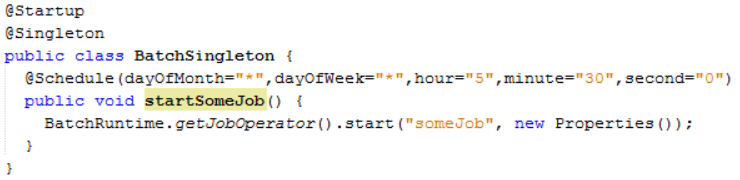 @Startup
@Singleton
public class BatchSingleton {
  @Schedule(dayOfMonth="*",dayOfWeek="*",hour="5",minute="30",second="0")
  public void startSomeJob() {
    BatchRuntime.getJobOperator().start("someJob", new Properties());
  }
}